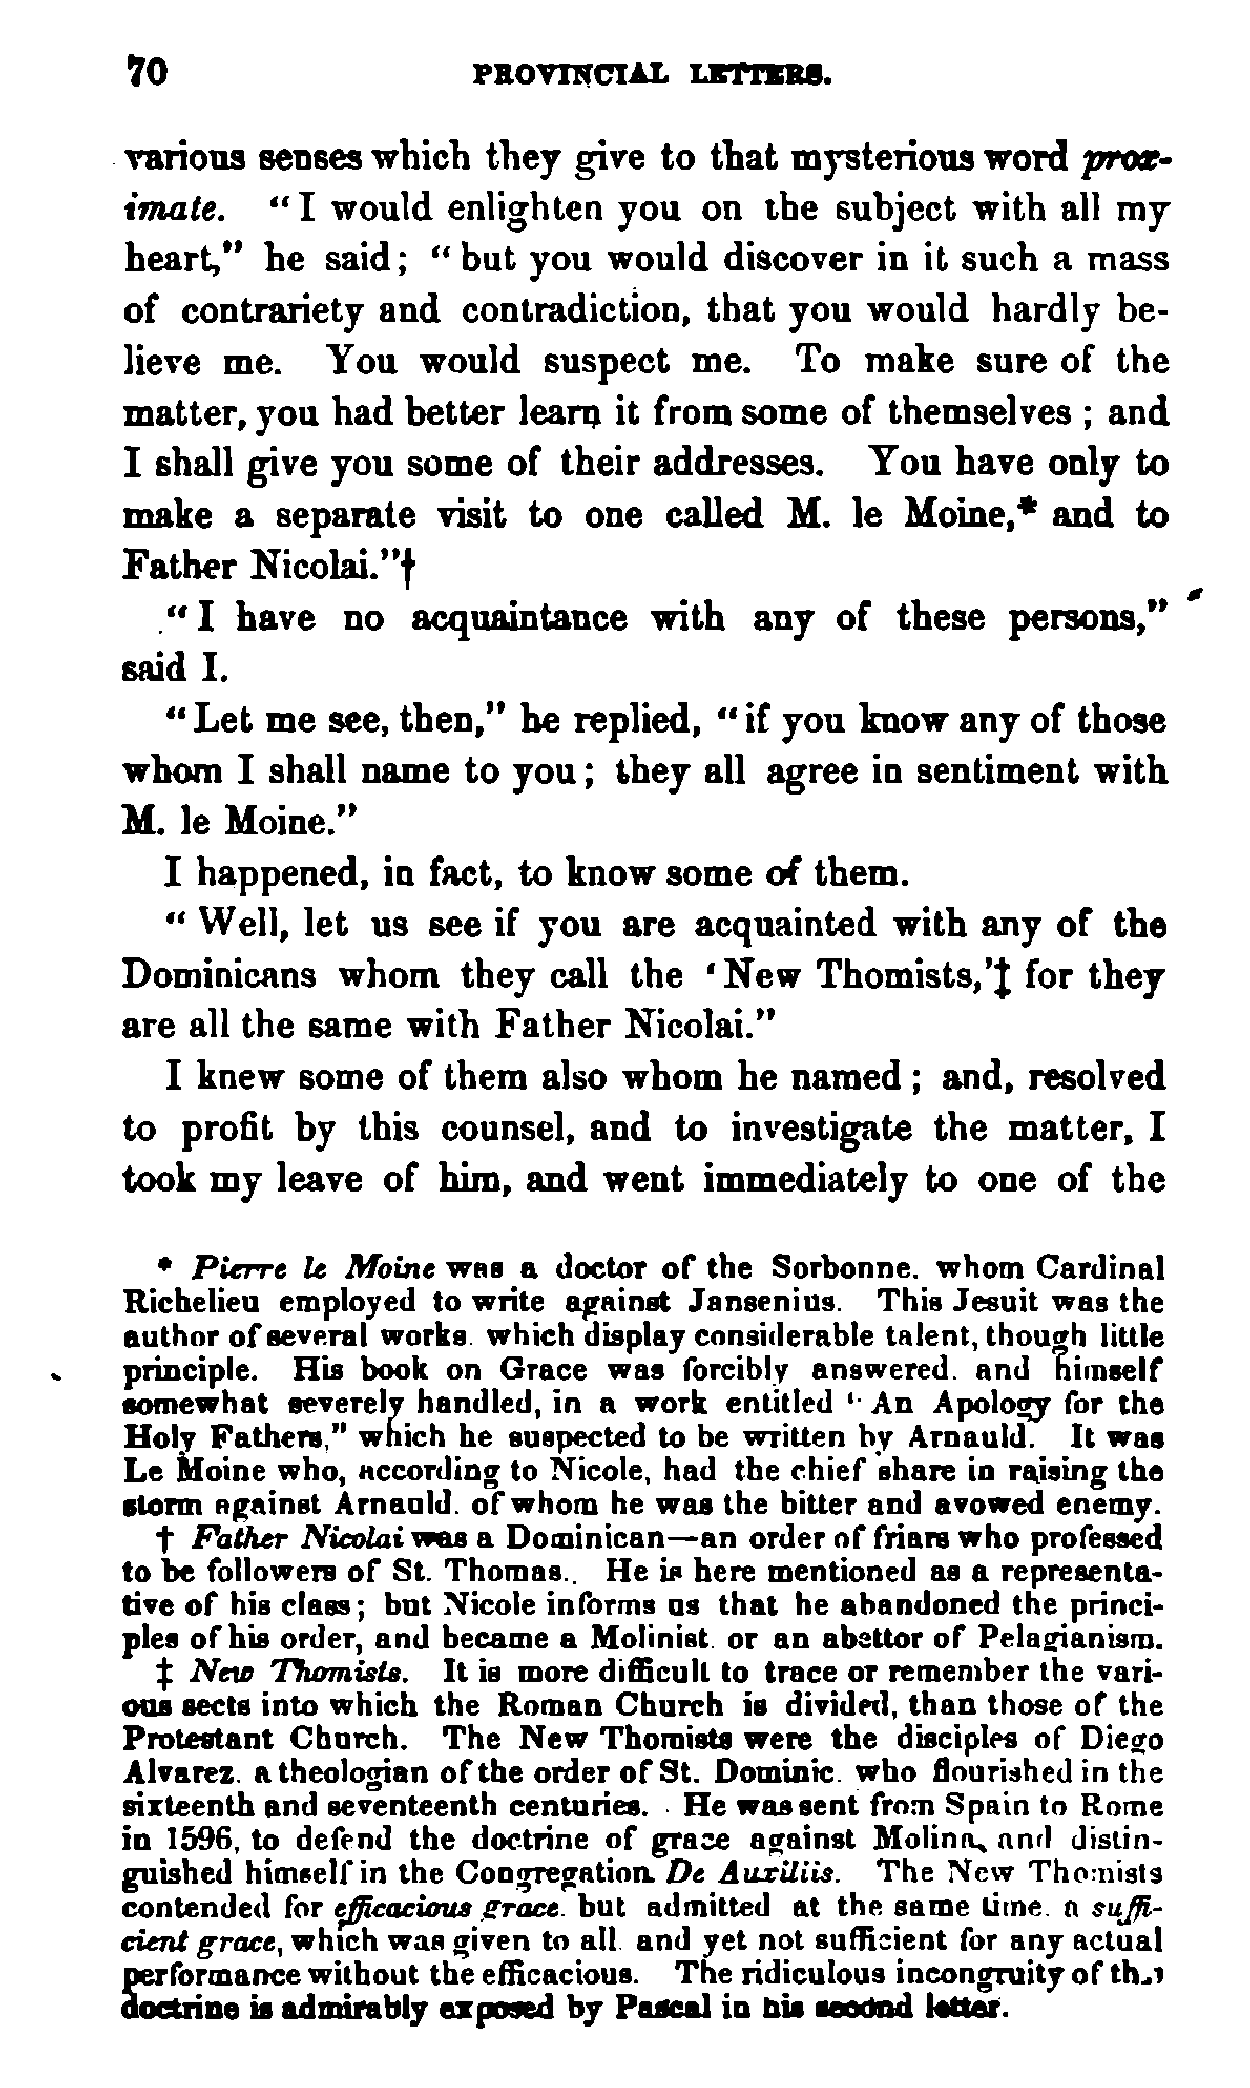 70 PROVINCIAL LETTERS.
various senses which they give to that mysterious word prox-
imate. “ I would enlighten you on the subject with all my
heart,” he said ; “ but you would discover in it such a mass
of contrariety and contradiction, that you would hardly be-
lieve me. You would suspect me. To make sure of the
matter, you had better learn it from some of themselves ; and
I shall give you some of their addresses. You have only to
make a separate visit to one called M. le Moine,* and to
Father Nicolai.”†
“ I have no acquaintance with any of these persons,”
said I.
“ Let me see, then,” he replied, “ if you know any of those
whom I shall name to you ; they all agree in sentiment with
M. le Moine.”
I happened, in fact, to know some of them.
“ Well, let us see if you are acquainted with any of the
Dominicans whom they call the ‘ New Thomists,’‡ for they
are all the same with Father Nicolai.”
I knew some of them also whom he named ; and, resolved
to profit by this counsel, and to investigate the matter, I
took my leave of him, and went immediately to one of the
* Pierre le Moine was a doctor of the Sorbonne. whom Cardinal
Richelieu employed to write against Jansenius. This Jesuit was the
author of several works. which display considerable talent, though little
principle. His book on Grace was forcibly answered. and himself
somewhat severely handled, in a work entitled “ An Apology for the
Holy Fathers,” which he suspected to be written by Arnauld. It was
Le Moine who, according to Nicole, had the chief share in raising the
storm against Arnauld. of whom he was the bitter and avowed enemy.
† Father Nicolai was a Dominican—an order of friars who professed
to be followers of St. Thomas. He is here mentioned as a representa-
tive of his class ; but Nicole informs us that he abandoned the princi-
ples of his order, and became a Molinist. or an abettor of Pelagianism.
‡ New Thomists. It is more difficult to trace or remember the vari-
ous sects into which the Roman Church is divided, than those of the
Protestant Church. The New Thomists were the disciples of Diego
Alvarez. a theologian of the order of St. Dominic. who flourished in the
sixteenth and seventeenth centuries. He was sent from Spain to Rome
in 1596, to defend the doctrine of grace against Molina, and distin-
guished himself in the Congregation De Auxiliis. The New Thomists
contended for efficacious grace. but admitted at the same time. a suffi-
cient grace, which was given to all. and yet not sufficient for any actual
performance without the efficacious. The ridiculous incongruity of this
doctrine is admirably exposed by Pascal in his second letter.